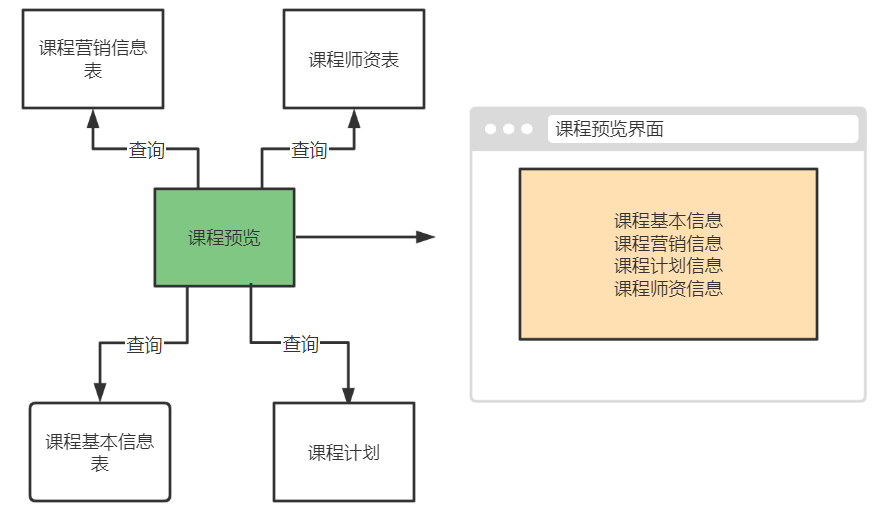 课程营销信息
表
课程师资表
查询
查询
课程预览
查询
查询
课程基本信息
表
课程计划
课程预览界面
课程基本信息
课程营销信息
课程计划信息
课程师资信息